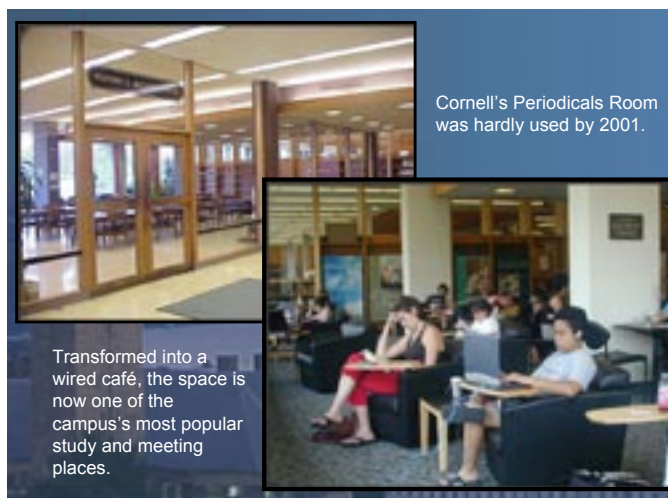 Cornell's Periodicals Room
was hardly used by 2001.
Transformed into a
wired café, the space is
now one of the
campus's most popular
study and meeting
places.